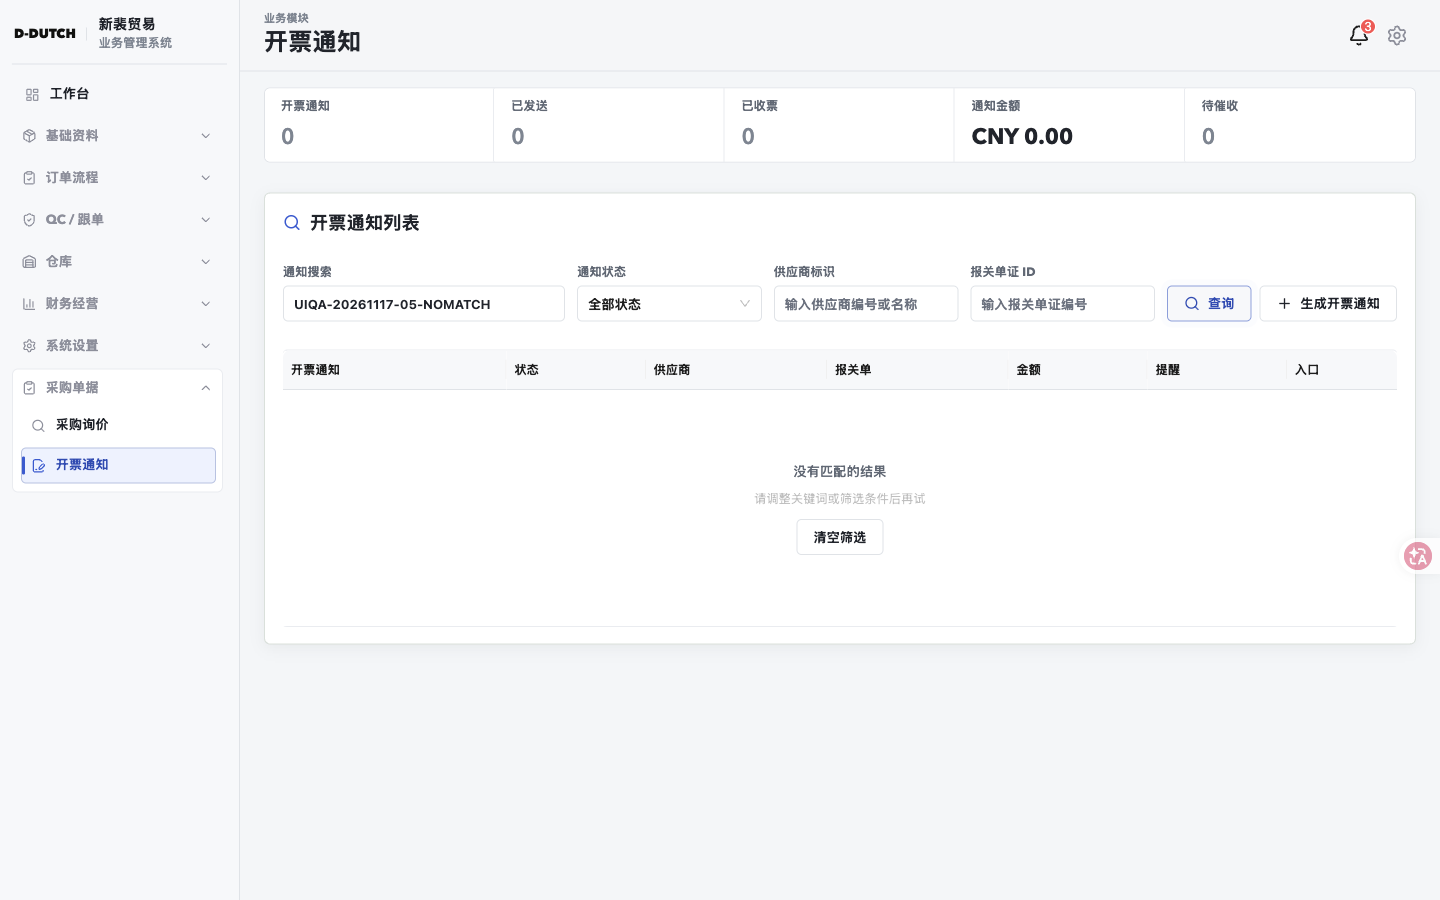 D-DUTCH
新裴贸易
业务管理系统
工作台
基础资料
订单流程
QC / 跟单
仓库
财务经营
系统设置
采购单据
采购询价
开票通知
业务模块
开票通知
3
开票通知
0
已发送
0
已收票
0
通知金额
CNY 0.00
待催收
0
开票通知列表
通知搜索
通知状态
供应商标识
报关单证 ID
UIQA-20261117-05-NOMATCH
全部状态
输入供应商编号或名称
输入报关单证编号
查询
生成开票通知
开票通知
状态
供应商
报关单
金额
提醒
入口
没有匹配的结果
请调整关键词或筛选条件后再试
清空筛选